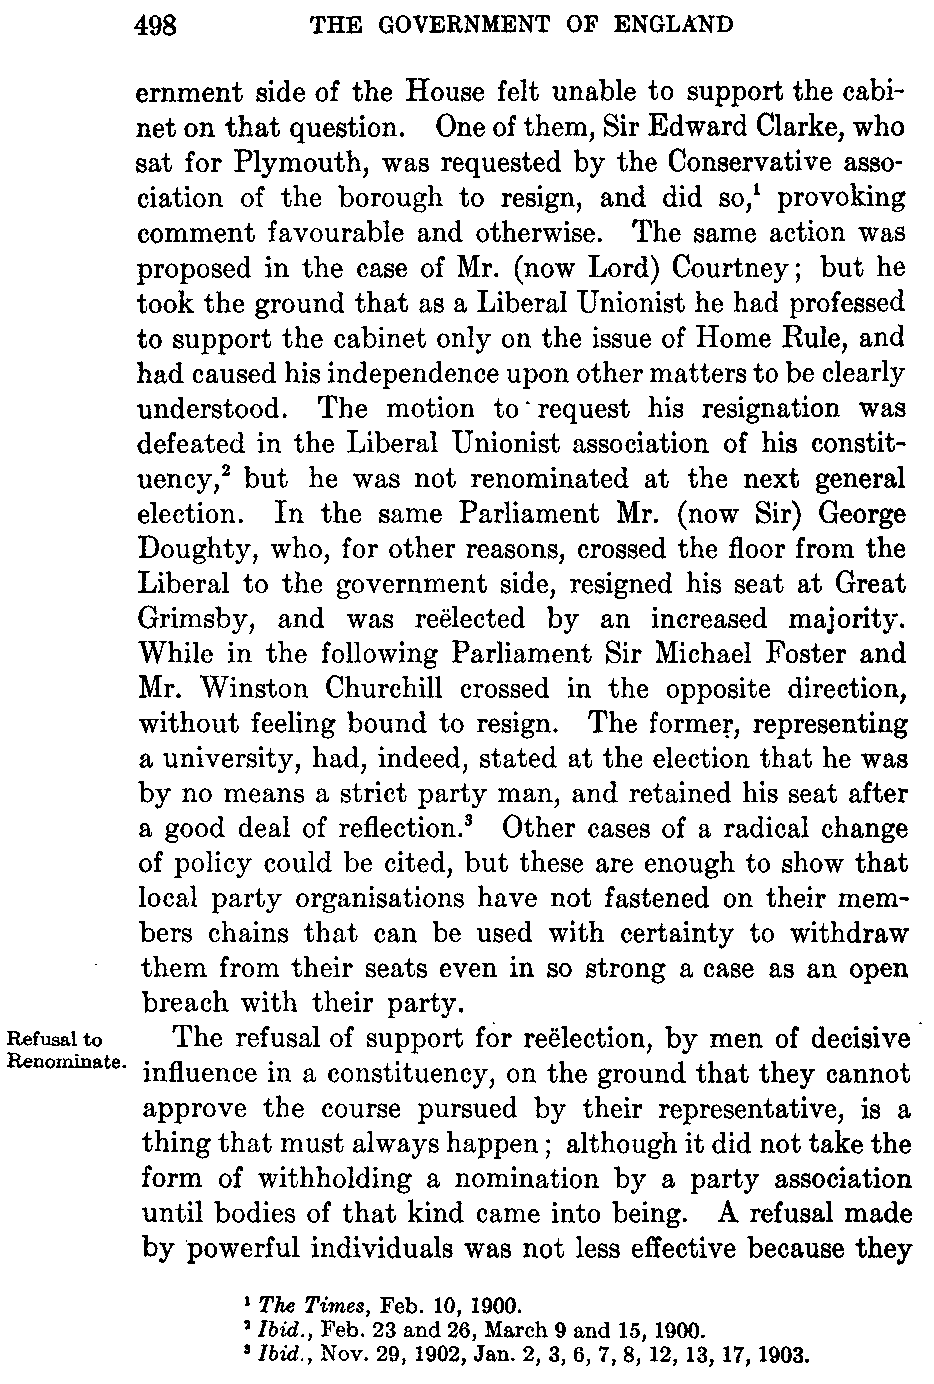 498 THE GOVERNMENT OF ENGLAND
ernment side of the House felt unable to support the cabi-
net on that question. One of them, Sir Edward Clarke, who
sat for Plymouth, was requested by the Conservative asso-
ciation of the borough to resign, and did so,¹ provoking
comment favourable and otherwise. The same action was
proposed in the case of Mr. (now Lord) Courtney; but he
took the ground that as a Liberal Unionist he had professed
to support the cabinet only on the issue of Home Rule, and
had caused his independence upon other matters to be clearly
understood. The motion to request his resignation was
defeated in the Liberal Unionist association of his constit-
uency,² but he was not renominated at the next general
election. In the same Parliament Mr. (now Sir) George
Doughty, who, for other reasons, crossed the floor from the
Liberal to the government side, resigned his seat at Great
Grimsby, and was reëlected by an increased majority.
While in the following Parliament Sir Michael Foster and
Mr. Winston Churchill crossed in the opposite direction,
without feeling bound to resign. The former, representing
a university, had, indeed, stated at the election that he was
by no means a strict party man, and retained his seat after
a good deal of reflection.³ Other cases of a radical change
of policy could be cited, but these are enough to show that
local party organisations have not fastened on their mem-
bers chains that can be used with certainty to withdraw
them from their seats even in so strong a case as an open
breach with their party.
Refusal to
Renominate.
The refusal of support for reëlection, by men of decisive
influence in a constituency, on the ground that they cannot
approve the course pursued by their representative, is a
thing that must always happen; although it did not take the
form of withholding a nomination by a party association
until bodies of that kind came into being. A refusal made
by powerful individuals was not less effective because they
¹ The Times, Feb. 10, 1900.
² Ibid., Feb. 23 and 26, March 9 and 15, 1900.
³ Ibid., Nov. 29, 1902, Jan. 2, 3, 6, 7, 8, 12, 13, 17, 1903.